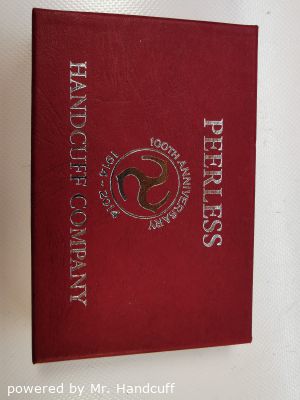 PEERLESS
100TH ANNIVERSARY
1914 - 2014
HANDCUFF COMPANY
powered by Mr. Handcuff